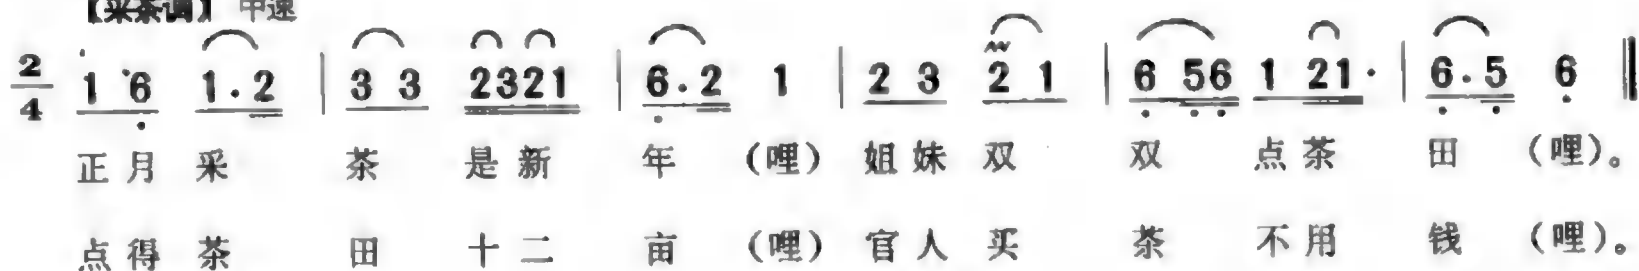 【采茶调】 中速
2/4 1 6 1.2 | 3 3 2321 | 6.2 1 | 2 3 2 1 | 6 56 1 21· | 6.5 6 ‖
正月采 茶 是新 年 （哩） 姐妹双 双 点茶 田 （哩）。
点得茶 田 十二 亩 （哩） 官人买 茶 不用 钱 （哩）。